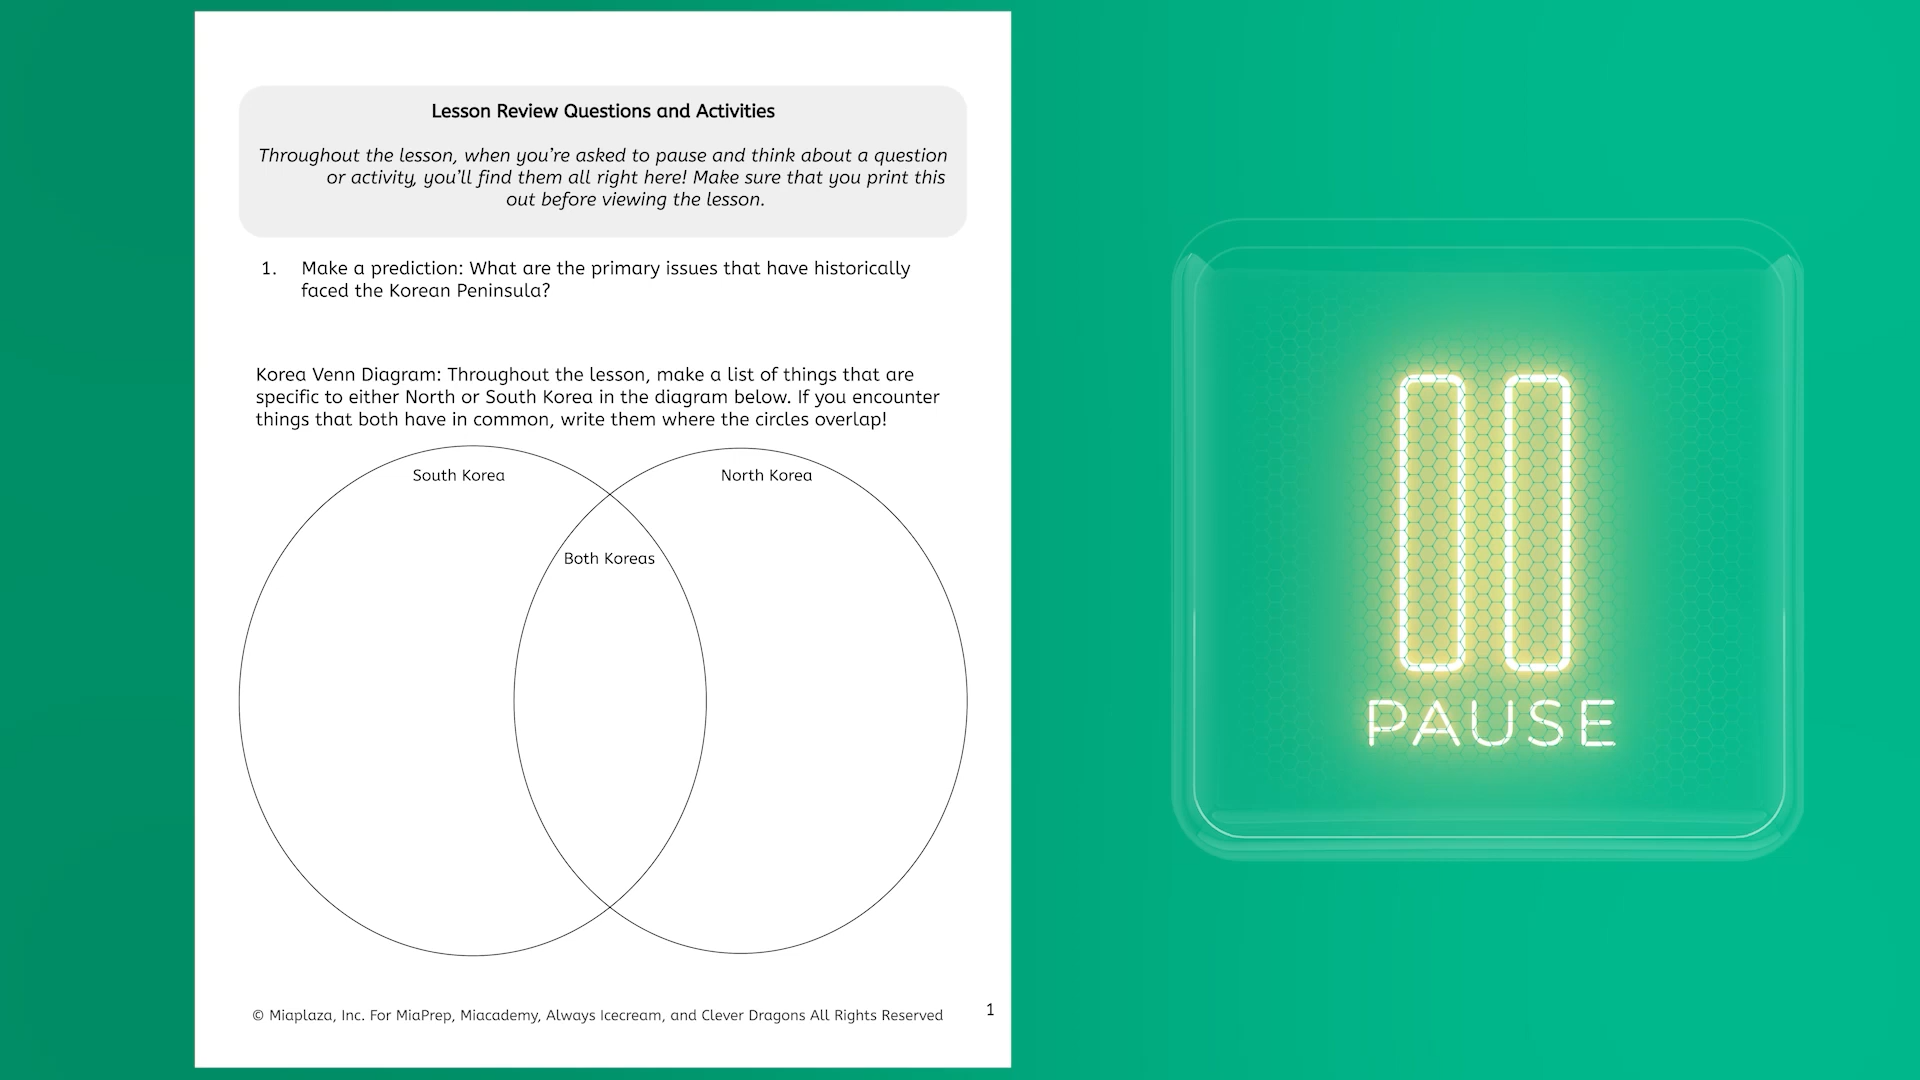 Lesson Review Questions and Activities
Throughout the lesson, when you're asked to pause and think about a question
or activity, you'll find them all right here! Make sure that you print this
out before viewing the lesson.
1. Make a prediction: What are the primary issues that have historically
faced the Korean Peninsula?
Korea Venn Diagram: Throughout the lesson, make a list of things that are
specific to either North or South Korea in the diagram below. If you encounter
things that both have in common, write them where the circles overlap!
South Korea
North Korea
Both Koreas
© Miaplaza, Inc. For MiaPrep, Miacademy, Always Icecream, and Clever Dragons All Rights Reserved
1
PAUSE